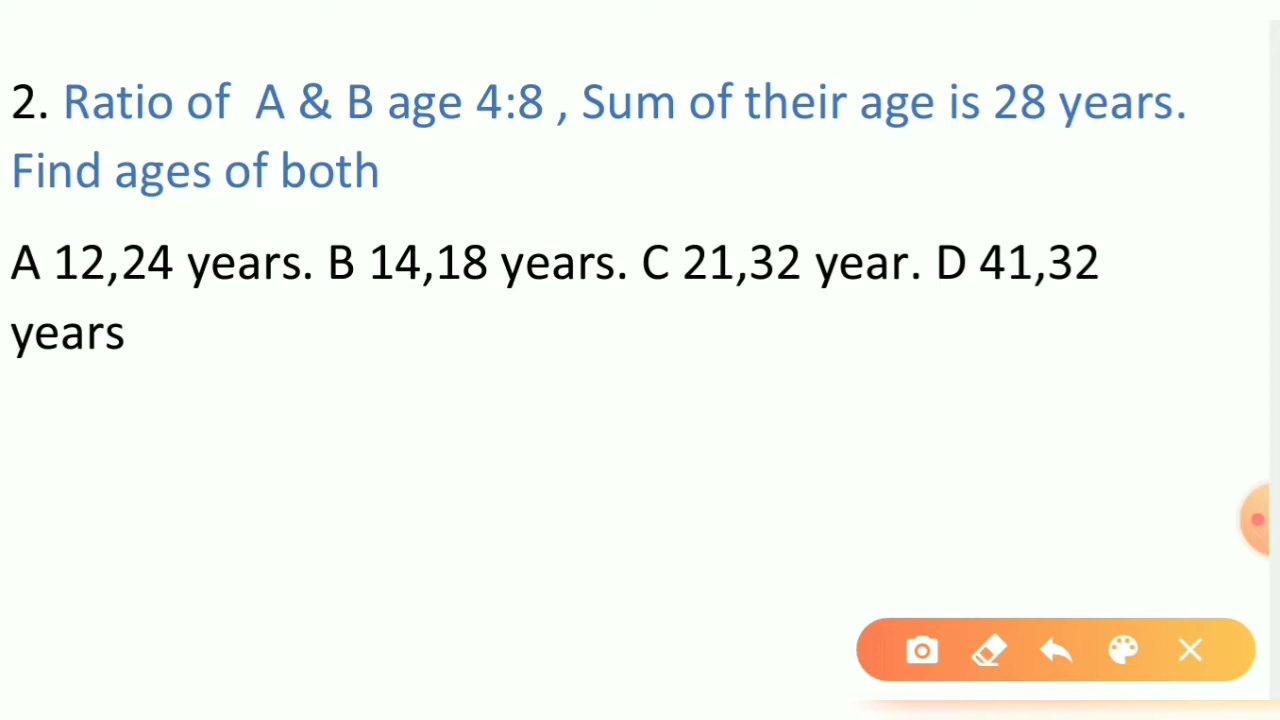 2. Ratio of A & B age 4:8 , Sum of their age is 28 years.
Find ages of both
A 12,24 years. B 14,18 years. C 21,32 year. D 41,32
years